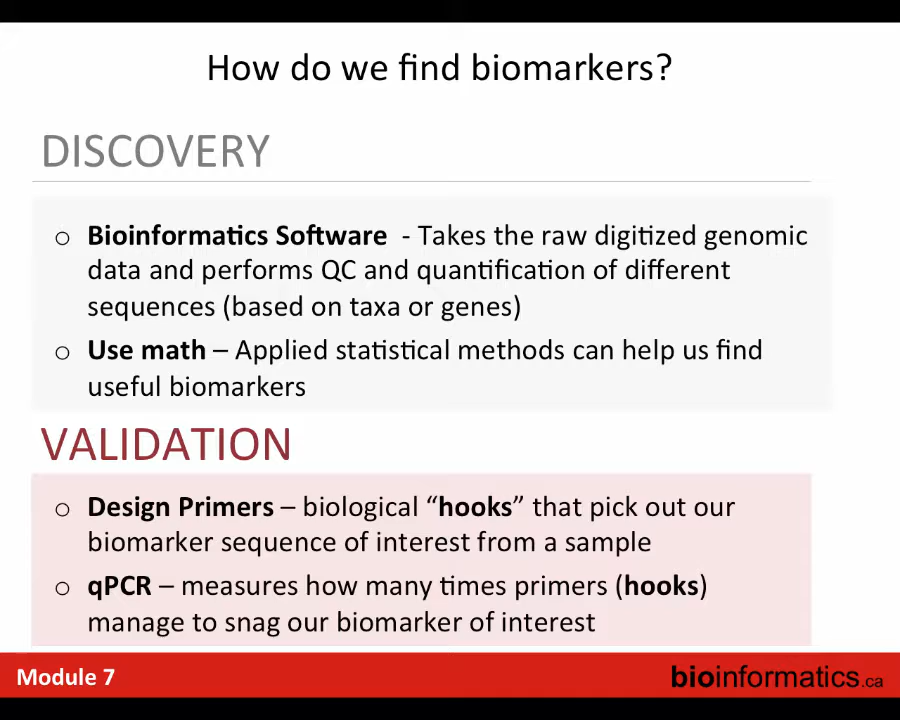 How do we find biomarkers?
DISCOVERY
○ Bioinformatics Software - Takes the raw digitized genomic
data and performs QC and quantification of different
sequences (based on taxa or genes)
○ Use math – Applied statistical methods can help us find
useful biomarkers
VALIDATION
○ Design Primers – biological “hooks” that pick out our
biomarker sequence of interest from a sample
○ qPCR – measures how many times primers (hooks)
manage to snag our biomarker of interest
Module 7
bioinformatics.ca